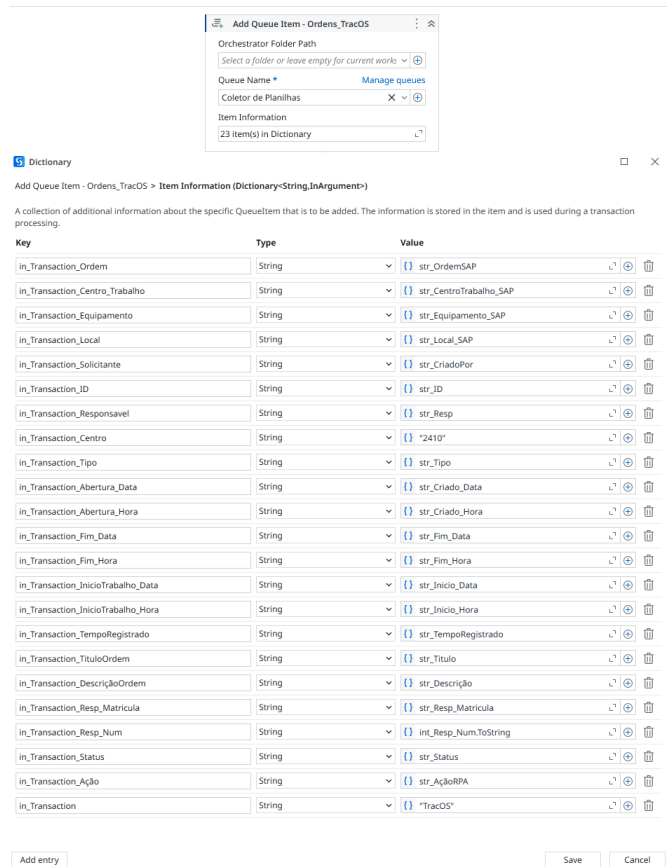 Add Queue Item - Ordens_TracOS
Orchestrator Folder Path
Select a folder or leave empty for current works
Queue Name * Manage queues
Coletor de Planilhas
Item Information
23 item(s) in Dictionary
Dictionary
Add Queue Item - Ordens_TracOS > Item Information (Dictionary<String,InArgument>)
A collection of additional information about the specific QueueItem that is to be added. The information is stored in the item and is used during a transaction
processing.
Key Type Value
in_Transaction_Ordem String {} str_OrdemSAP
in_Transaction_Centro_Trabalho String {} str_CentroTrabalho_SAP
in_Transaction_Equipamento String {} str_Equipamento_SAP
in_Transaction_Local String {} str_Local_SAP
in_Transaction_Solicitante String {} str_CriadoPor
in_Transaction_ID String {} str_ID
in_Transaction_Responsavel String {} str_Resp
in_Transaction_Centro String {} "2410"
in_Transaction_Tipo String {} str_Tipo
in_Transaction_Abertura_Data String {} str_Criado_Data
in_Transaction_Abertura_Hora String {} str_Criado_Hora
in_Transaction_Fim_Data String {} str_Fim_Data
in_Transaction_Fim_Hora String {} str_Fim_Hora
in_Transaction_InicioTrabalho_Data String {} str_Inicio_Data
in_Transaction_InicioTrabalho_Hora String {} str_Inicio_Hora
in_Transaction_TempoRegistrado String {} str_TempoRegistrado
in_Transaction_TituloOrdem String {} str_Titulo
in_Transaction_DescriçãoOrdem String {} str_Descrição
in_Transaction_Resp_Matricula String {} str_Resp_Matricula
in_Transaction_Resp_Num String {} int_Resp_Num.ToString
in_Transaction_Status String {} str_Status
in_Transaction_Ação String {} str_AçãoRPA
in_Transaction String {} "TracOS"
Add entry Save Cancel